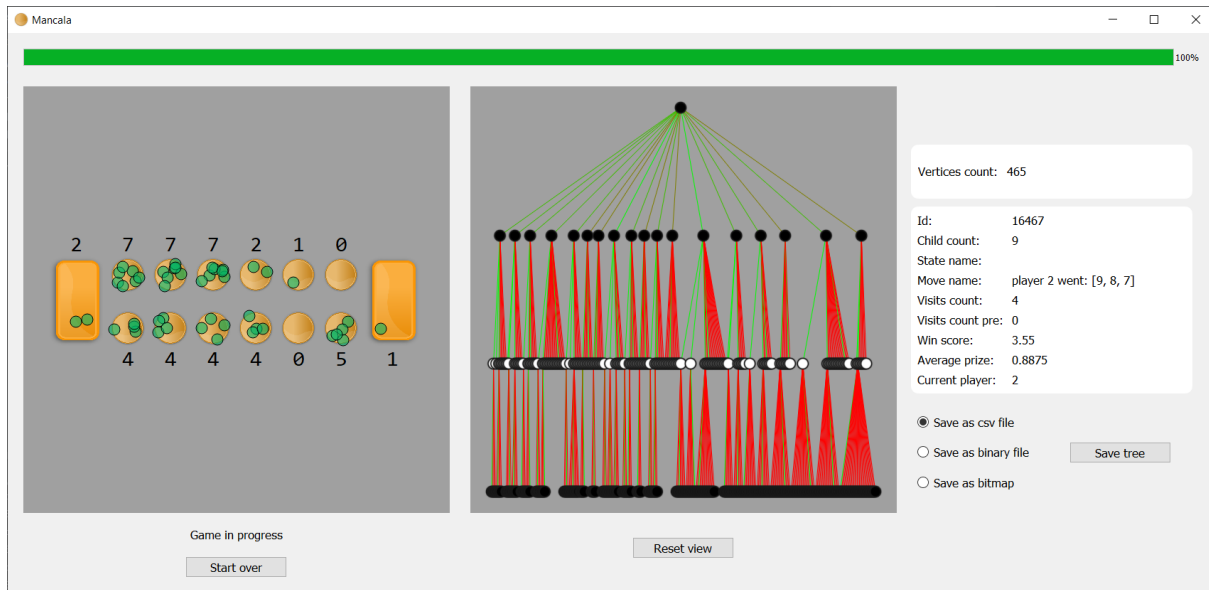 Mancala
100%
2 7 7 7 2 1 0
4 4 4 4 0 5 1
Game in progress
Start over
Reset view
Vertices count: 465
Id: 16467
Child count: 9
State name:
Move name: player 2 went: [9, 8, 7]
Visits count: 4
Visits count pre: 0
Win score: 3.55
Average prize: 0.8875
Current player: 2
Save as csv file
Save as binary file
Save tree
Save as bitmap